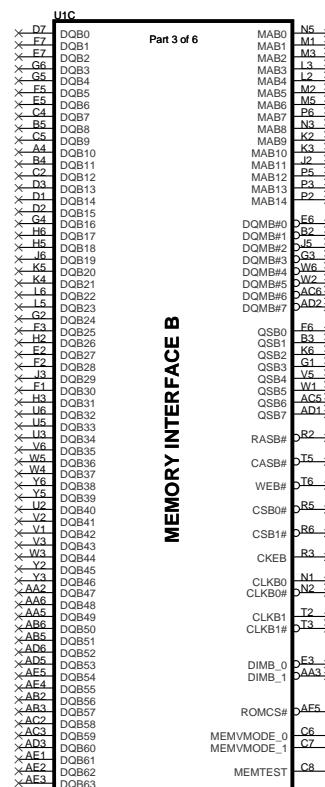 U1C
Part 3 of 6
D7 DQB0 MAB0 N5
F7 DQB1 MAB1 M1
E7 DQB2 MAB2 M3
G6 DQB3 MAB3 L3
G5 DQB4 MAB4 L2
F5 DQB5 MAB5 M2
E5 DQB6 MAB6 M5
C4 DQB7 MAB7 P6
B5 DQB8 MAB8 N3
C5 DQB9 MAB9 K2
A4 DQB10 MAB10 K3
B4 DQB11 MAB11 J2
C2 DQB12 MAB12 P5
D3 DQB13 MAB13 P3
D1 DQB14 MAB14 P2
D2 DQB15
G4 DQB16 DQMB#0 E6
H6 DQB17 DQMB#1 B2
H5 DQB18 DQMB#2 J5
J6 DQB19 DQMB#3 G3
K5 DQB20 DQMB#4 W6
K4 DQB21 DQMB#5 W2
L6 DQB22 DQMB#6 AC6
L5 DQB23 DQMB#7 AD2
G2 DQB24
F3 DQB25 QSB0 F6
H2 DQB26 QSB1 B3
E2 DQB27 QSB2 K6
F2 DQB28 QSB3 G1
J3 DQB29 QSB4 V5
F1 DQB30 QSB5 W1
H3 DQB31 QSB6 AC5
U6 DQB32 QSB7 AD1
U5 DQB33
U3 DQB34 RASB# R2
V6 DQB35
W5 DQB36 CASB# T5
W4 DQB37
Y6 DQB38 WEB# T6
Y5 DQB39
U2 DQB40 CSB0# R5
V2 DQB41
V1 DQB42 CSB1# R6
V3 DQB43
W3 DQB44 CKEB R3
Y2 DQB45
Y3 DQB46 CLKB0 N1
AA2 DQB47 CLKB0# N2
AA6 DQB48
AA5 DQB49 CLKB1 T2
AB6 DQB50 CLKB1# T3
AB5 DQB51
AD6 DQB52
AD5 DQB53 DIMB_0 E3
AE5 DQB54 DIMB_1 AA3
AE4 DQB55
AB2 DQB56
AB3 DQB57 ROMCS# AF5
AC2 DQB58
AC3 DQB59 MEMVMODE_0 C6
AD3 DQB60 MEMVMODE_1 C7
AE1 DQB61
AE2 DQB62 MEMTEST C8
AE3 DQB63
MEMORY INTERFACE B